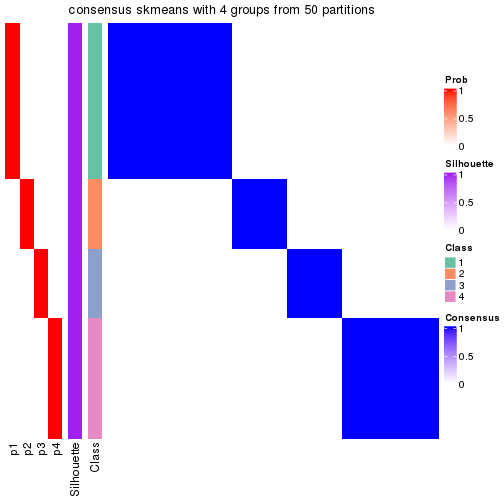 consensus skmeans with 4 groups from 50 partitions
Prob
1
0.5
0
Silhouette
1
0.5
0
Class
1
2
3
4
Consensus
1
0.5
0
p1
p2
p3
p4
Silhouette
Class